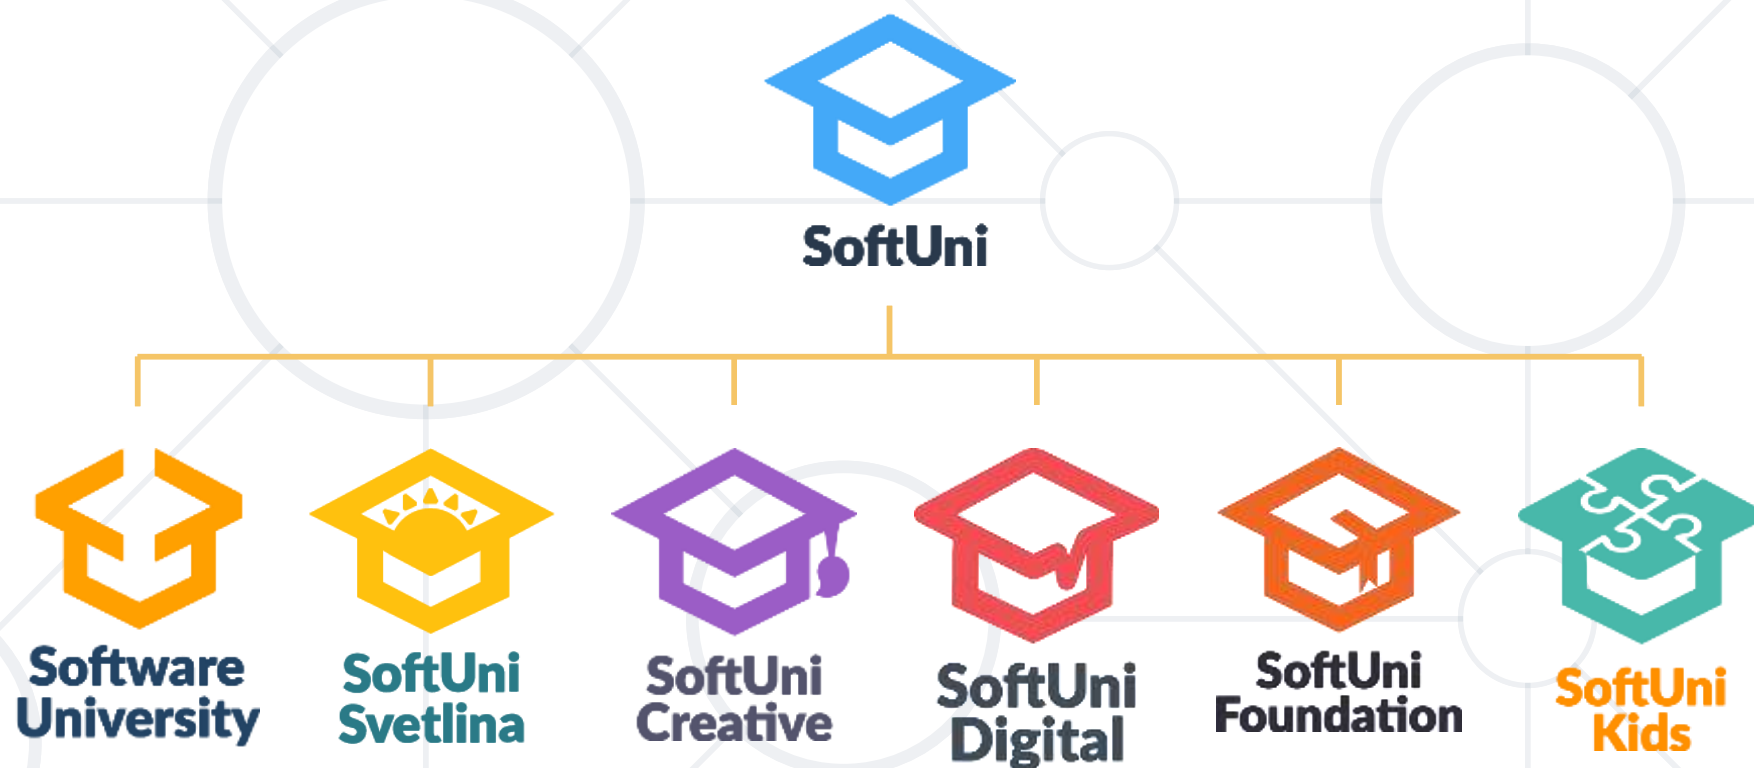 SoftUni
Software
University
SoftUni
Svetlina
SoftUni
Creative
SoftUni
Digital
SoftUni
Foundation
SoftUni
Kids